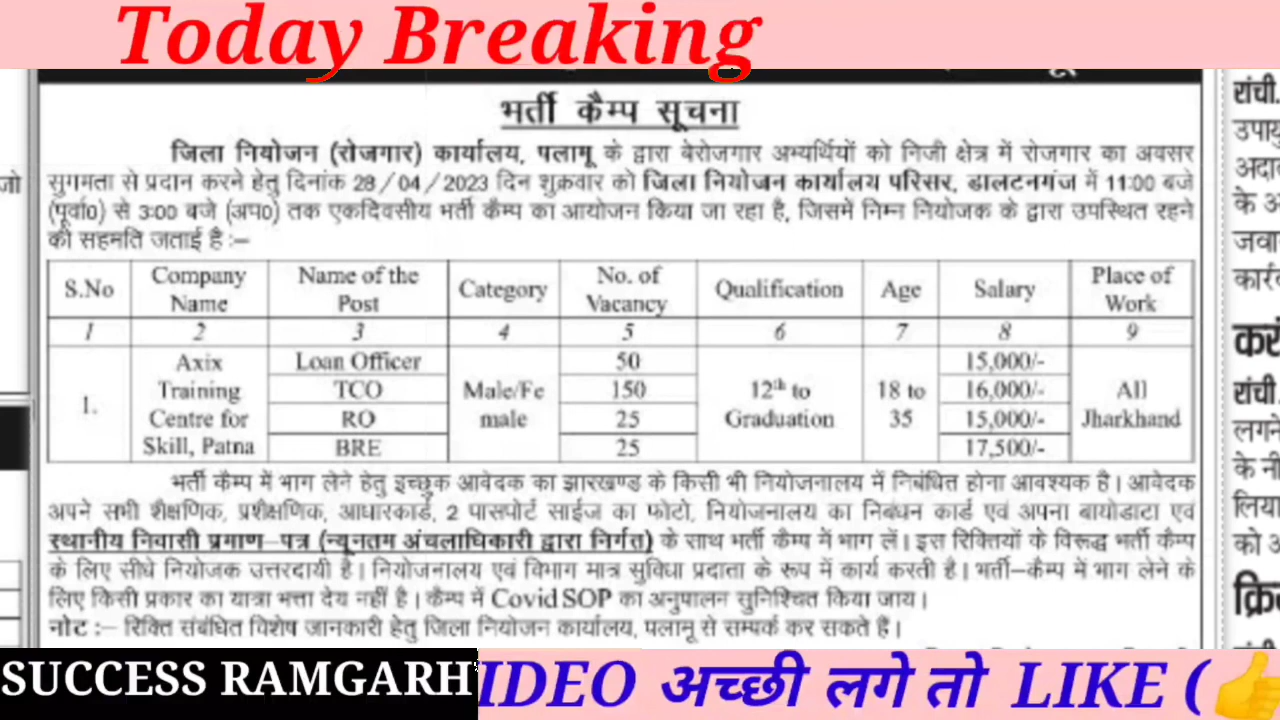 Today Breaking
भर्ती कैम्प सूचना
जिला नियोजन (रोजगार) कार्यालय, पलामू के द्वारा बेरोजगार अभ्यर्थियों को निजी क्षेत्र में रोजगार का अवसर
सुगमता से प्रदान करने हेतु दिनांक 28/04/2023 दिन शुक्रवार को जिला नियोजन कार्यालय परिसर, डालटनगंज में 11:00 बजे
(पूर्वा0) से 3:00 बजे (अप0) तक एकदिवसीय भर्ती कैम्प का आयोजन किया जा रहा है, जिसमें निम्न नियोजक के द्वारा उपस्थित रहने
की सहमति जताई है :–
S.No Company Name Name of the Post Category No. of Vacancy Qualification Age Salary Place of Work
1 2 3 4 5 6 7 8 9
1. Axix Training Centre for Skill, Patna Loan Officer Male/Fe male 50 12th to Graduation 18 to 35 15,000/- All Jharkhand
TCO 150 16,000/-
RO 25 15,000/-
BRE 25 17,500/-
भर्ती कैम्प में भाग लेने हेतु इच्छुक आवेदक का झारखण्ड के किसी भी नियोजनालय में निबंधित होना आवश्यक है। आवेदक
अपने सभी शैक्षणिक, प्रशैक्षणिक, आधारकार्ड, 2 पासपोर्ट साईज का फोटो, नियोजनालय का निबंधन कार्ड एवं अपना बायोडाटा एवं
स्थानीय निवासी प्रमाण–पत्र (न्यूनतम अंचलाधिकारी द्वारा निर्गत) के साथ भर्ती कैम्प में भाग लें। इस रिक्तियों के विरूद्ध भर्ती कैम्प
के लिए सीधे नियोजक उत्तरदायी है। नियोजनालय एवं विभाग मात्र सुविधा प्रदाता के रूप में कार्य करती है। भर्ती–कैम्प में भाग लेने के
लिए किसी प्रकार का यात्रा भत्ता देय नहीं है। कैम्प में Covid SOP का अनुपालन सुनिश्चित किया जाय।
नोट :– रिक्ति संबंधित विशेष जानकारी हेतु जिला नियोजन कार्यालय, पलामू से सम्पर्क कर सकते हैं।
जो
रांची.
अदा
के अ
जवा
रांची.
लगने
के नी
लिया
को अ
SUCCESS RAMGARH
IDEO अच्छी लगे तो LIKE (